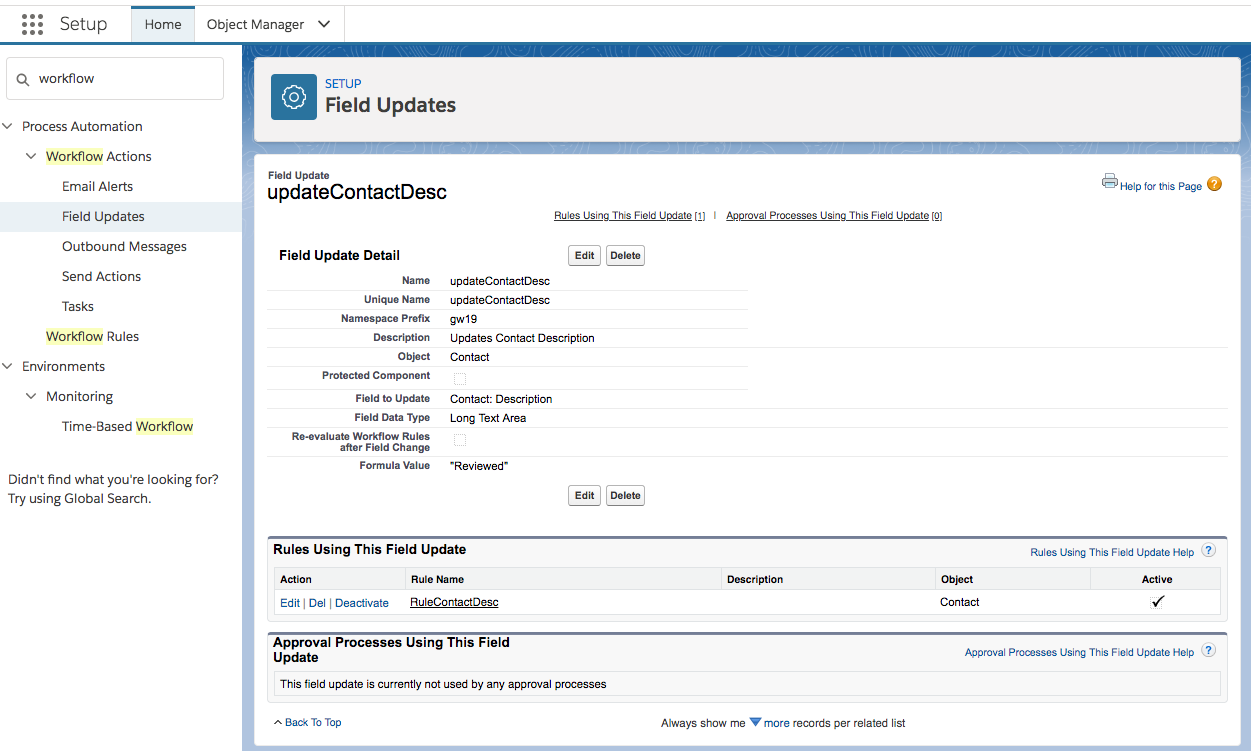 Setup
Home
Object Manager
workflow
Process Automation
Workflow Actions
Email Alerts
Field Updates
Outbound Messages
Send Actions
Tasks
Workflow Rules
Environments
Monitoring
Time-Based Workflow
Didn't find what you're looking for?
Try using Global Search.
SETUP
Field Updates
Field Update
updateContactDesc
Help for this Page ?
Rules Using This Field Update [1] | Approval Processes Using This Field Update [0]
Field Update Detail Edit Delete
Name updateContactDesc
Unique Name updateContactDesc
Namespace Prefix gw19
Description Updates Contact Description
Object Contact
Protected Component
Field to Update Contact: Description
Field Data Type Long Text Area
Re-evaluate Workflow Rules
after Field Change
Formula Value "Reviewed"
Edit Delete
Rules Using This Field Update Rules Using This Field Update Help ?
Action Rule Name Description Object Active
Edit | Del | Deactivate RuleContactDesc Contact
Approval Processes Using This Field
Update
Approval Processes Using This Field Update Help ?
This field update is currently not used by any approval processes
Back To Top Always show me more records per related list